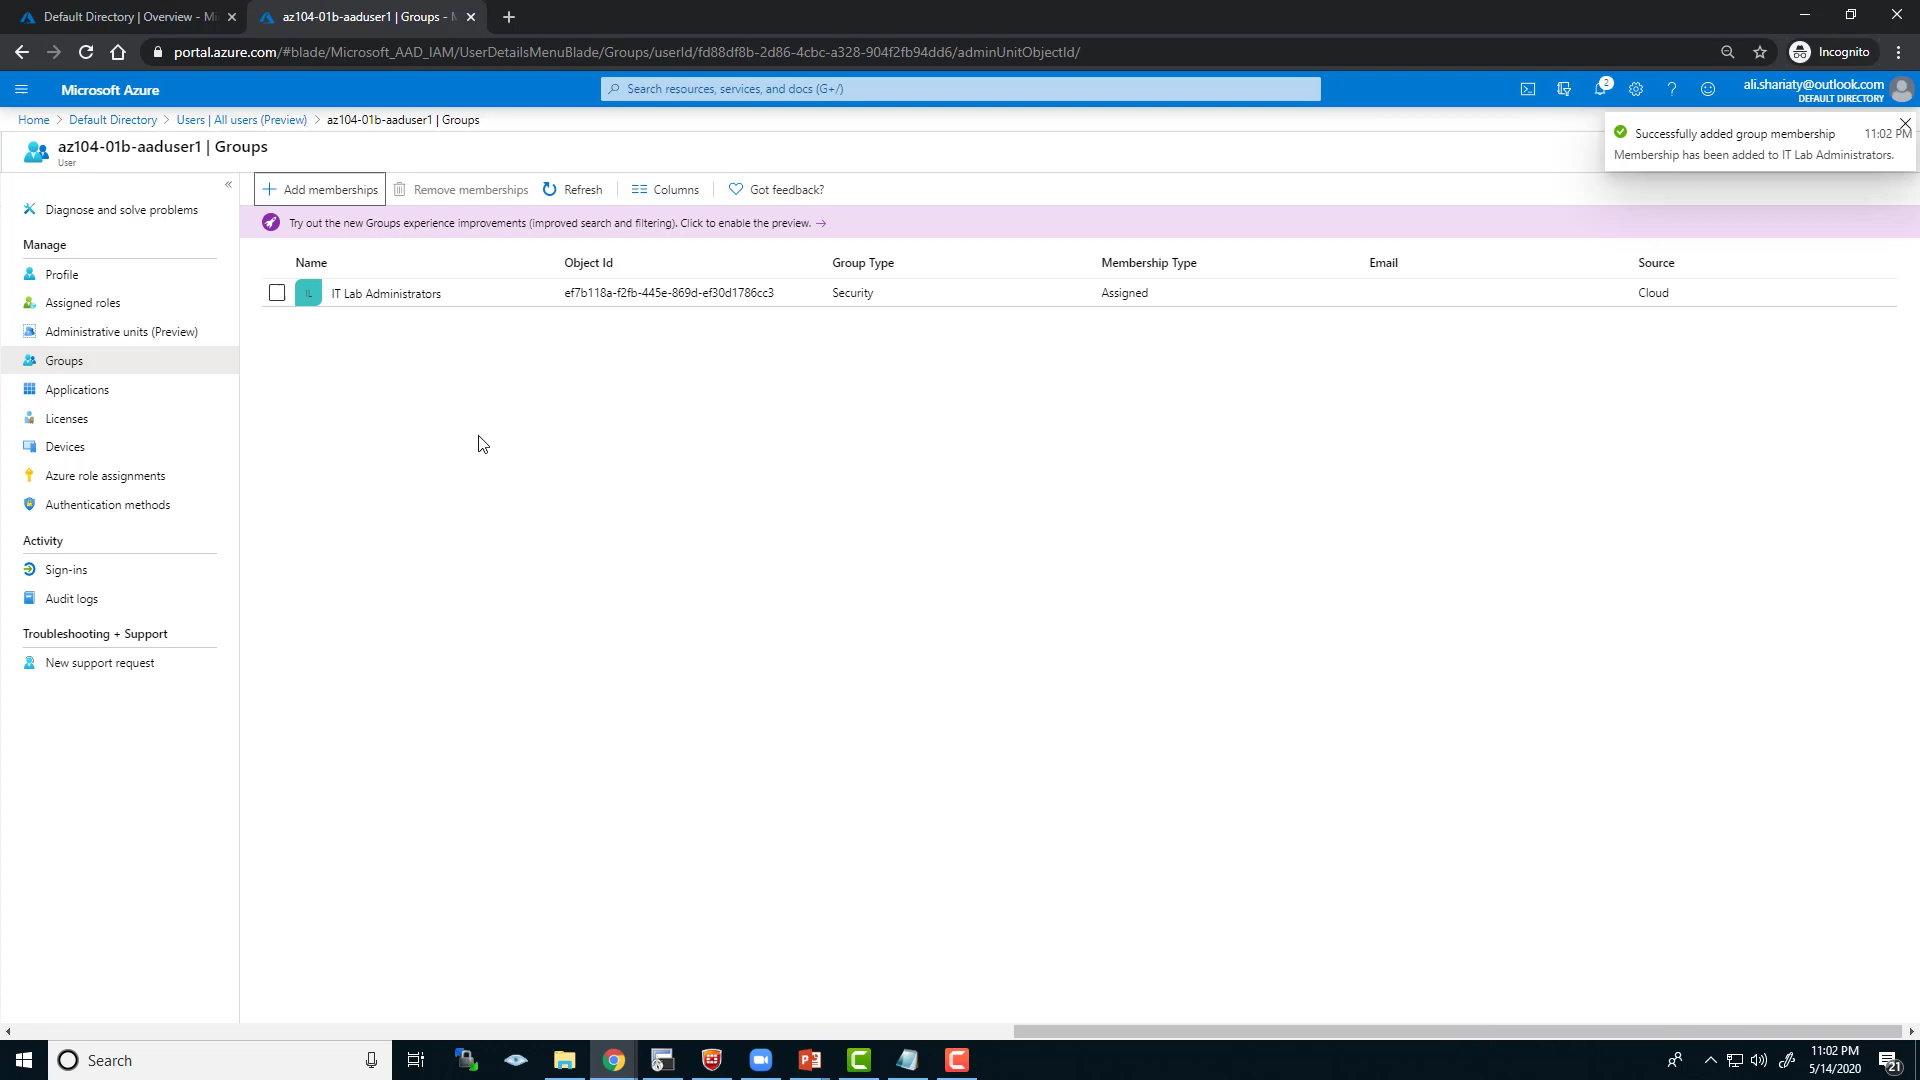 Default Directory | Overview - Mi
az104-01b-aaduser1 | Groups - M
portal.azure.com/#blade/Microsoft_AAD_IAM/UserDetailsMenuBlade/Groups/userId/fd88df8b-2d86-4cbc-a328-904f2fb94dd6/adminUnitObjectId/
Incognito
Microsoft Azure
Search resources, services, and docs (G+/)
2
ali.shariaty@outlook.com
DEFAULT DIRECTORY
Home > Default Directory > Users | All users (Preview) > az104-01b-aaduser1 | Groups
az104-01b-aaduser1 | Groups
User
Successfully added group membership 11:02 PM
Membership has been added to IT Lab Administrators.
Add memberships
Remove memberships
Refresh
Columns
Got feedback?
Try out the new Groups experience improvements (improved search and filtering). Click to enable the preview. →
Name Object Id Group Type Membership Type Email Source
IL IT Lab Administrators ef7b118a-f2fb-445e-869d-ef30d1786cc3 Security Assigned Cloud
Diagnose and solve problems
Manage
Profile
Assigned roles
Administrative units (Preview)
Groups
Applications
Licenses
Devices
Azure role assignments
Authentication methods
Activity
Sign-ins
Audit logs
Troubleshooting + Support
New support request
Search
11:02 PM
5/14/2020
21